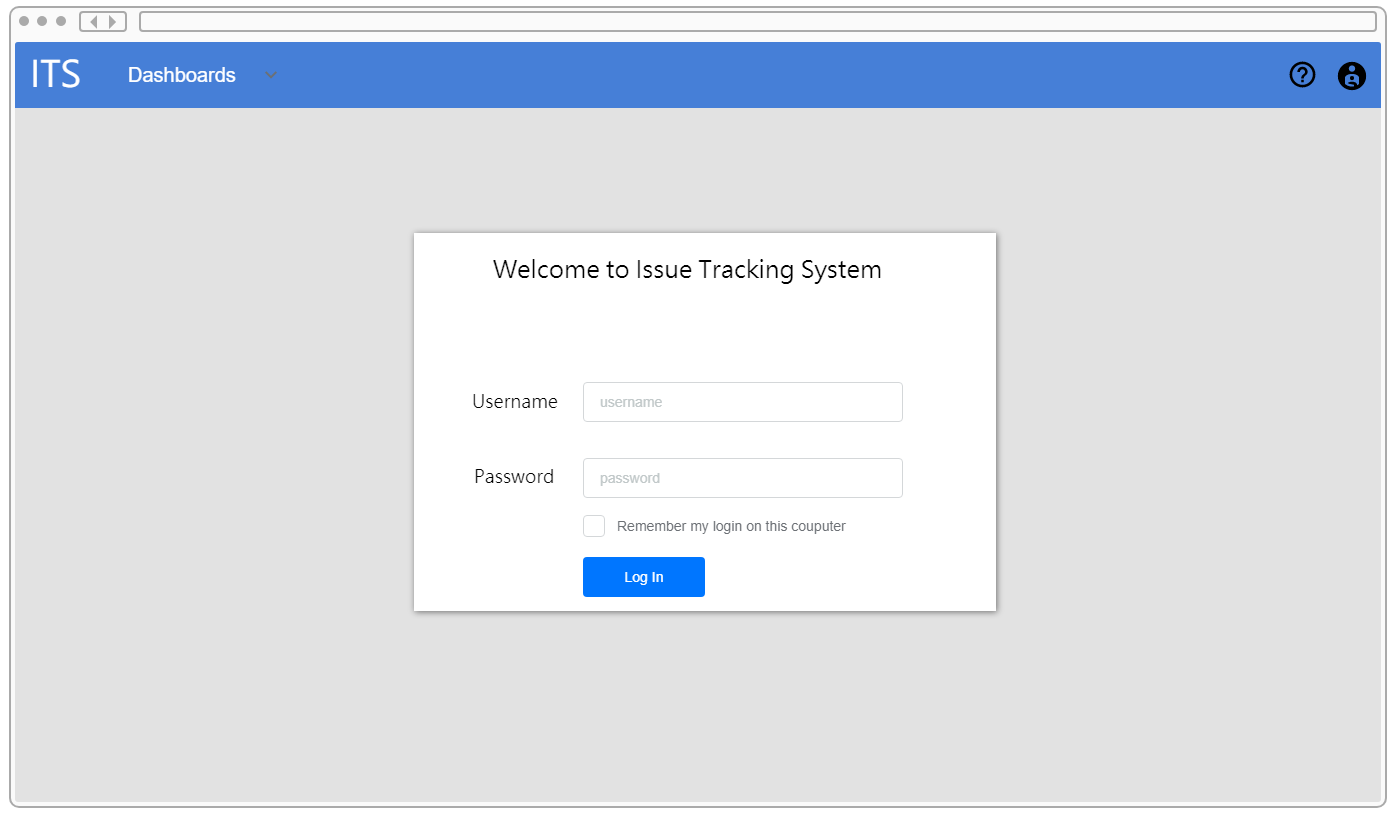 ITS
Dashboards
Welcome to Issue Tracking System
Username
username
Password
password
Remember my login on this couputer
Log In